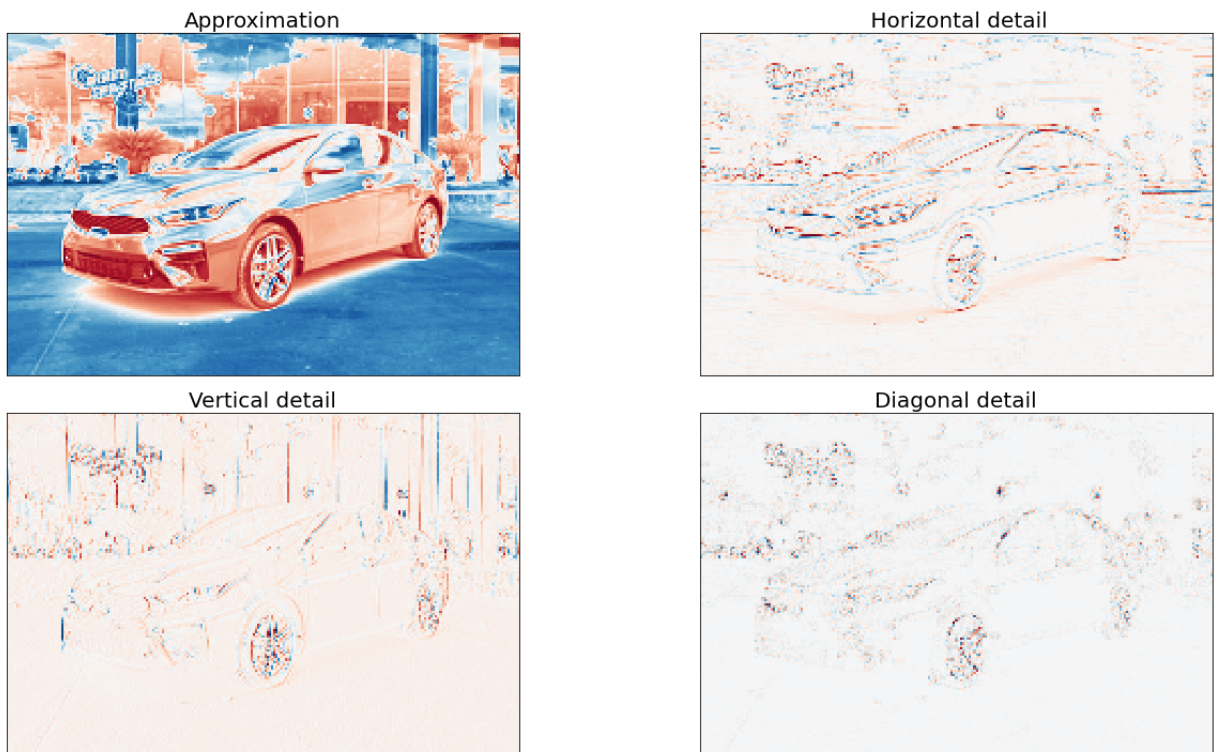 Approximation
Horizontal detail
Vertical detail
Diagonal detail